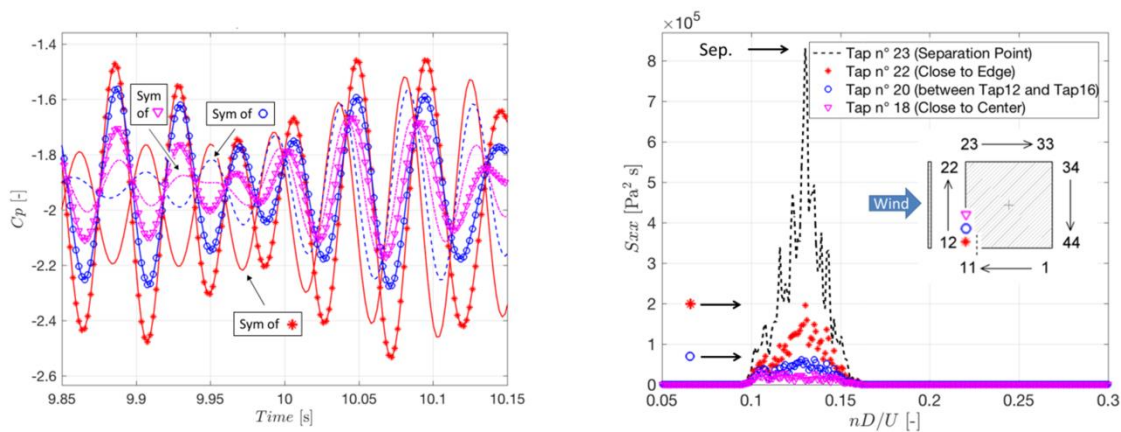 -1.4
-1.6
-1.8
-2
-2.2
-2.4
-2.6
Cp [-]
Sym
of
Sym of
Sym of
9.85 9.9 9.95 10 10.05 10.1 10.15
Time [s]
×10⁵
8
7
6
5
4
3
2
1
0
Sxx [Pa² s]
Sep.
Tap n° 23 (Separation Point)
Tap n° 22 (Close to Edge)
Tap n° 20 (between Tap12 and Tap16)
Tap n° 18 (Close to Center)
23 33
22 34
Wind
12 44
11 1
0.05 0.1 0.15 0.2 0.25 0.3
nD/U [-]